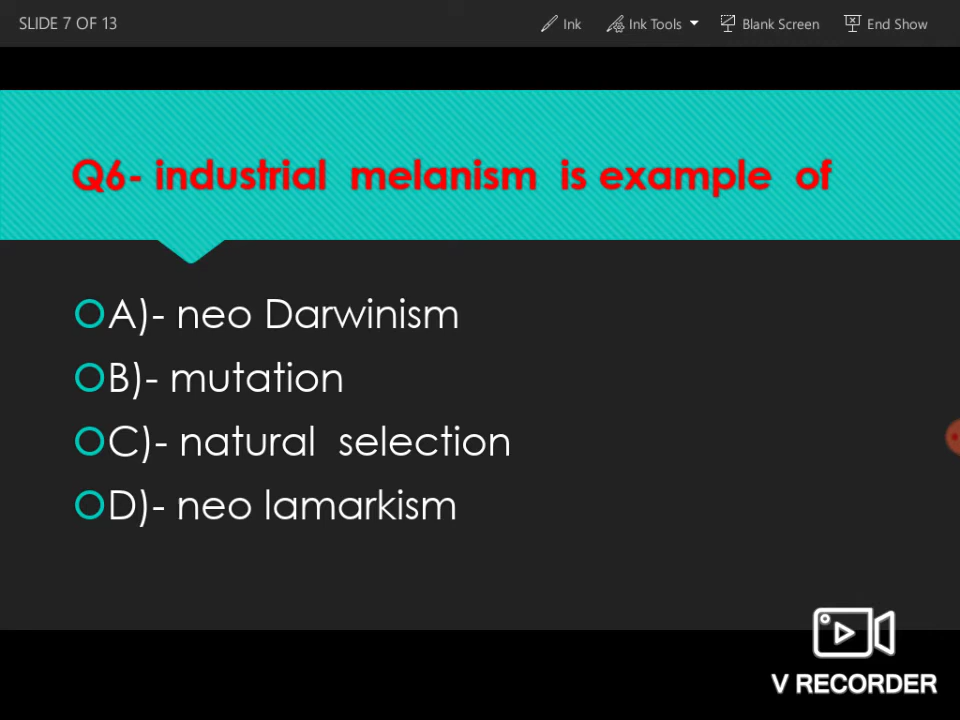 SLIDE 7 OF 13 Ink Ink Tools Blank Screen End Show
Q6- industrial melanism is example of
A)- neo Darwinism
B)- mutation
C)- natural selection
D)- neo lamarkism
V RECORDER